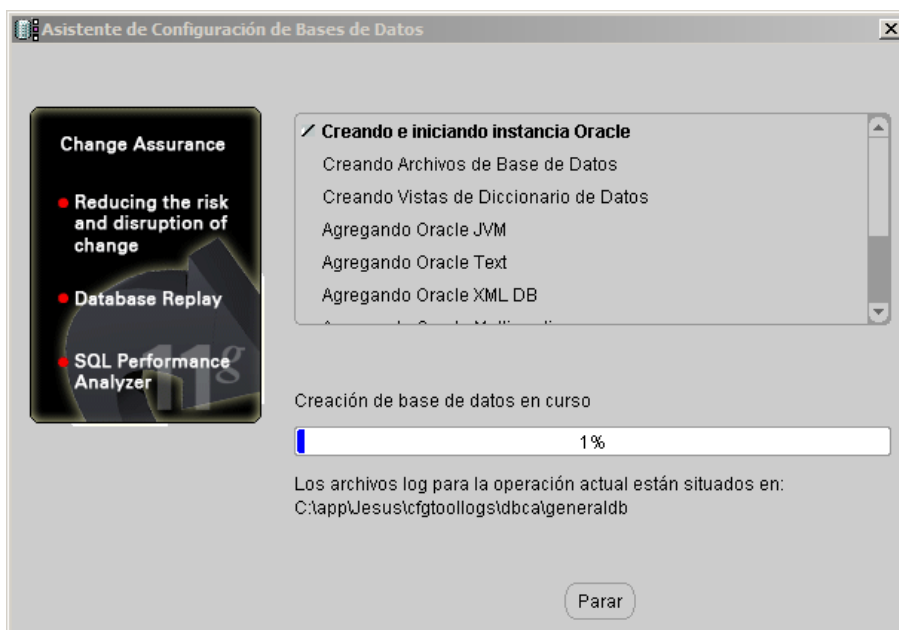 Asistente de Configuración de Bases de Datos
Change Assurance
Reducing the risk
and disruption of
change
Database Replay
SQL Performance
Analyzer
11g
Creando e iniciando instancia Oracle
Creando Archivos de Base de Datos
Creando Vistas de Diccionario de Datos
Agregando Oracle JVM
Agregando Oracle Text
Agregando Oracle XML DB
Creación de base de datos en curso
1%
Los archivos log para la operación actual están situados en:
C:\app\Jesus\cfgtoollogs\dbca\generaldb
Parar